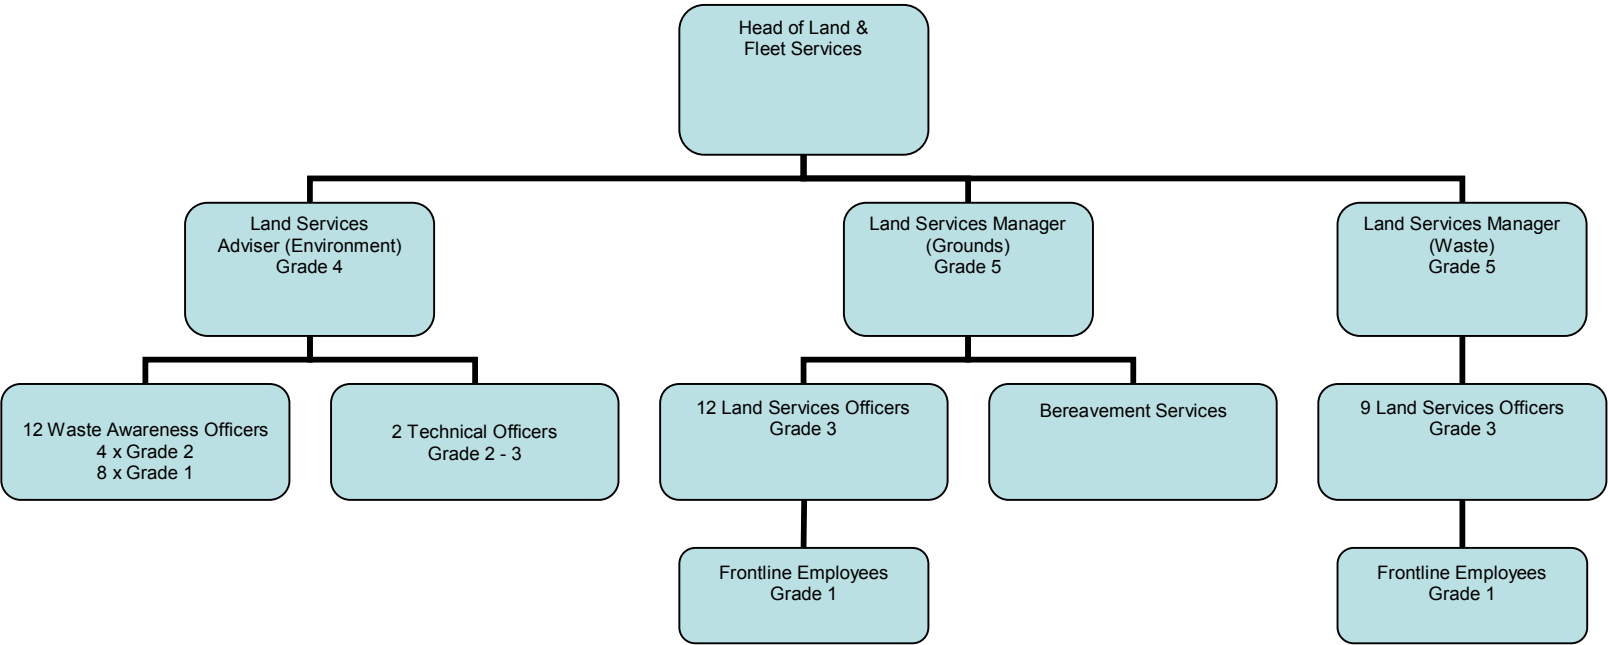 Head of Land &
Fleet Services
Land Services
Adviser (Environment)
Grade 4
Land Services Manager
(Grounds)
Grade 5
Land Services Manager
(Waste)
Grade 5
12 Waste Awareness Officers
4 x Grade 2
8 x Grade 1
2 Technical Officers
Grade 2 - 3
12 Land Services Officers
Grade 3
Bereavement Services
9 Land Services Officers
Grade 3
Frontline Employees
Grade 1
Frontline Employees
Grade 1